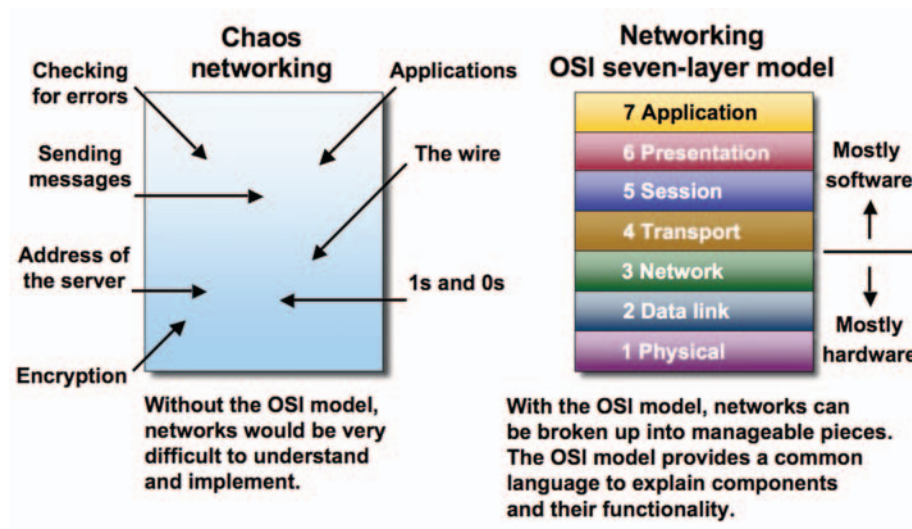 Chaos
networking
Checking
for errors
Applications
Sending
messages
The wire
Address of
the server
1s and 0s
Encryption
Without the OSI model,
networks would be very
difficult to understand
and implement.
Networking
OSI seven-layer model
7 Application
6 Presentation
5 Session
4 Transport
3 Network
2 Data link
1 Physical
Mostly
software
Mostly
hardware
With the OSI model, networks can
be broken up into manageable pieces.
The OSI model provides a common
language to explain components
and their functionality.